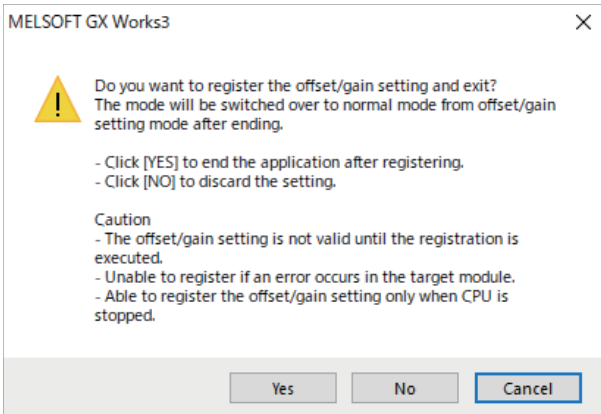 MELSOFT GX Works3
Do you want to register the offset/gain setting and exit?
The mode will be switched over to normal mode from offset/gain
setting mode after ending.
- Click [YES] to end the application after registering.
- Click [NO] to discard the setting.
Caution
- The offset/gain setting is not valid until the registration is
executed.
- Unable to register if an error occurs in the target module.
- Able to register the offset/gain setting only when CPU is
stopped.
Yes No Cancel